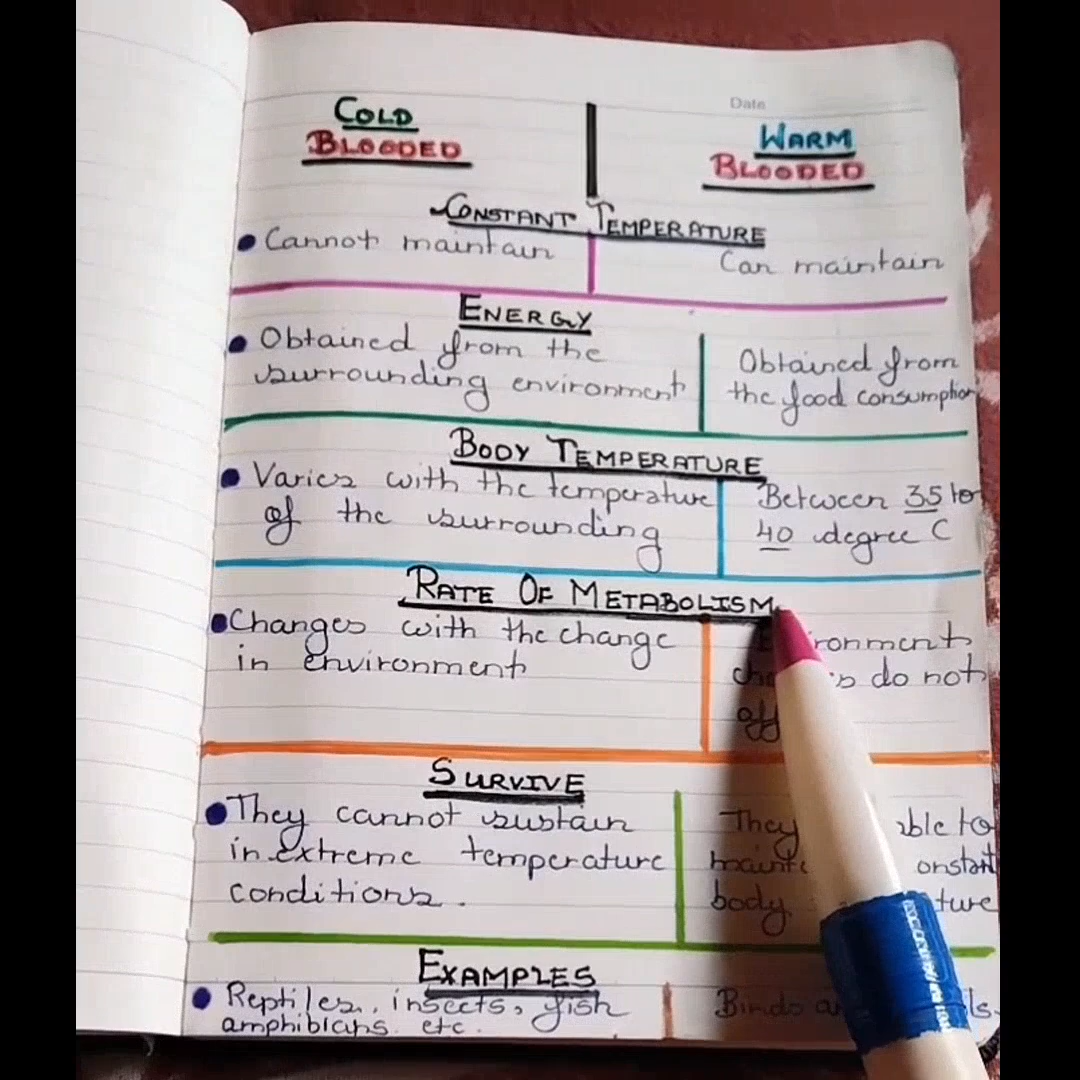 Date
COLD
BLOODED
WARM
BLOODED
CONSTANT TEMPERATURE
Cannot maintain
Can maintain
ENERGY
Obtained from the
surrounding environment
Obtained from
the food consumption
BODY TEMPERATURE
Varies with the temperature
of the surrounding
Between 35 to
40 degree C
RATE OF METABOLISM
Changes with the change
in environment
do not
SURVIVE
They cannot sustain
in extreme temperature
conditions.
They to
body
EXAMPLES
Reptiles, insects, fish
amphibians etc.
Birds